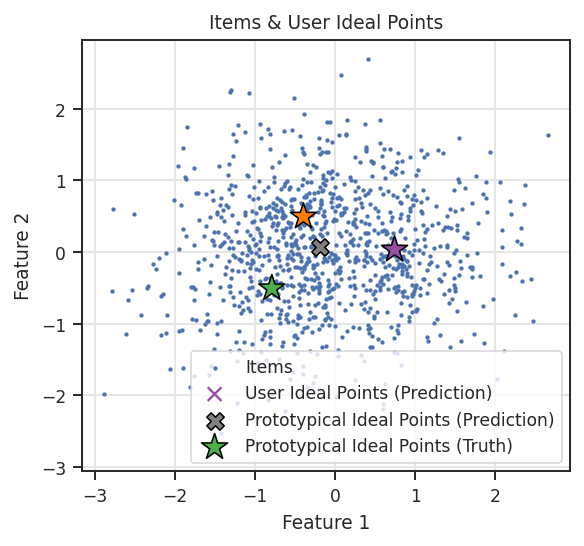 Items & User Ideal Points
Feature 2
2
1
0
−1
−2
−3
Items
User Ideal Points (Prediction)
Prototypical Ideal Points (Prediction)
Prototypical Ideal Points (Truth)
−3
−2
−1
0
1
2
Feature 1